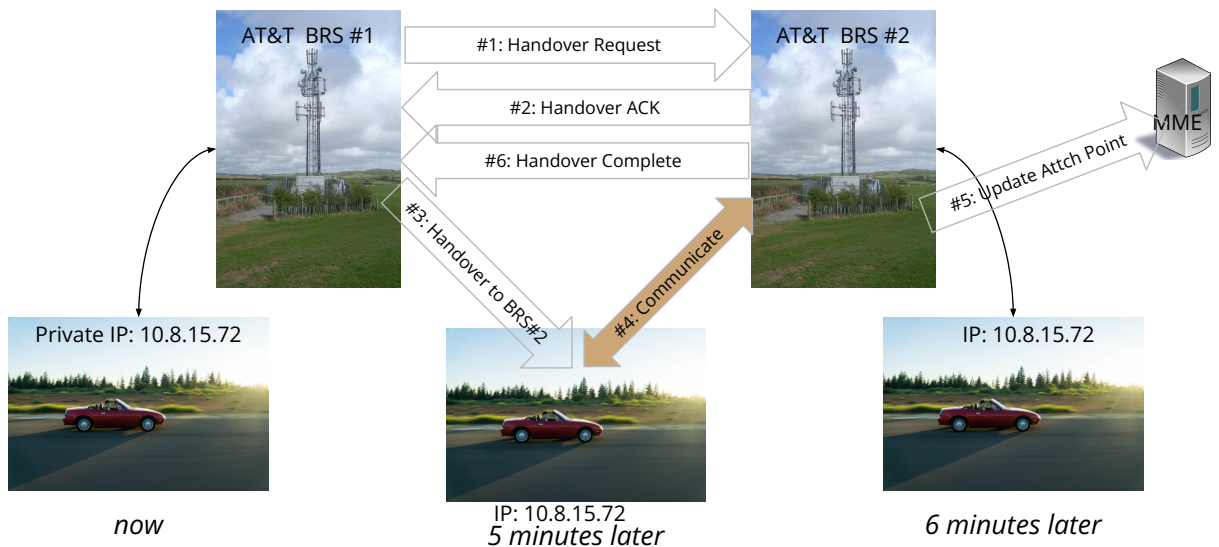 AT&T  BRS #1
AT&T  BRS #2
#1: Handover Request
#2: Handover ACK
#6: Handover Complete
MME
#5: Update Attch Point
#3: Handover to BRS#2
#4: Communicate
Private IP: 10.8.15.72
IP: 10.8.15.72
IP: 10.8.15.72
now
5 minutes later
6 minutes later